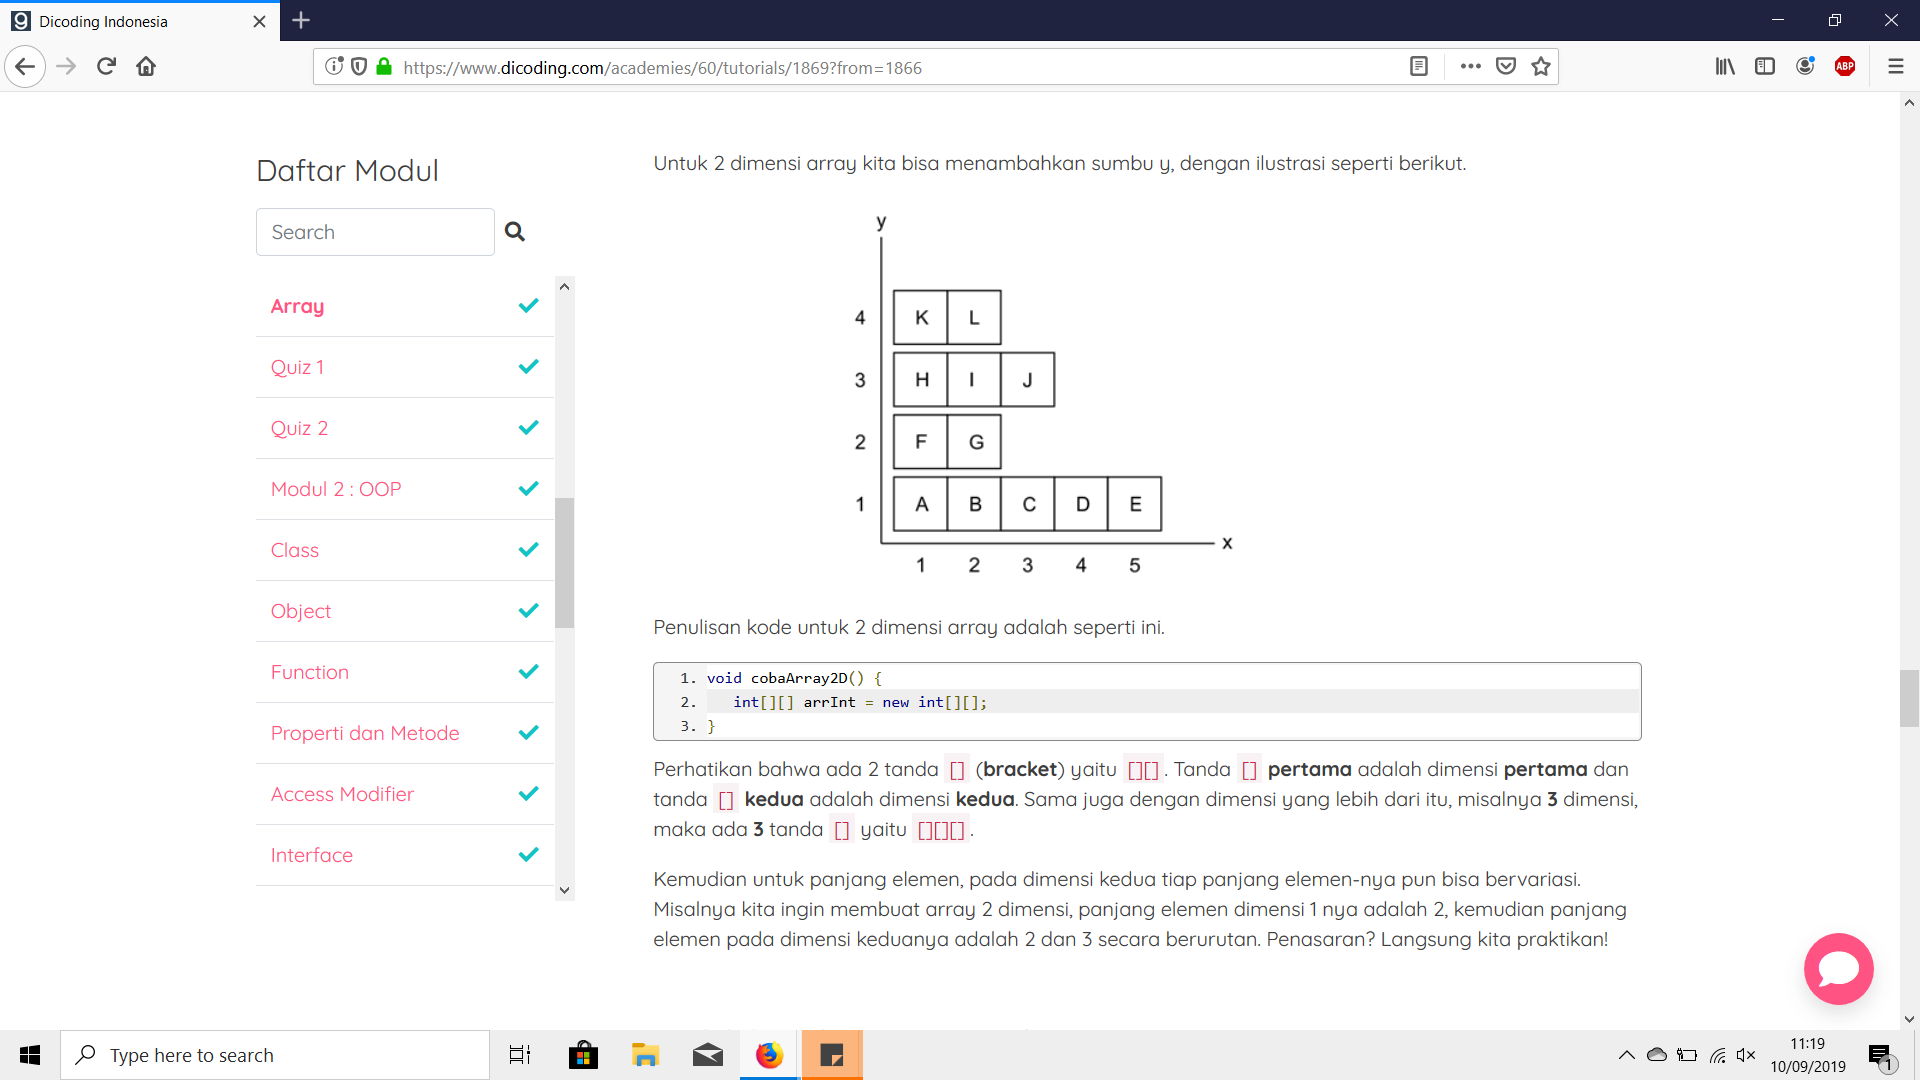 Dicoding Indonesia
https://www.dicoding.com/academies/60/tutorials/1869?from=1866
ABP
Daftar Modul
Search
Array
Quiz 1
Quiz 2
Modul 2 : OOP
Class
Object
Function
Properti dan Metode
Access Modifier
Interface
Untuk 2 dimensi array kita bisa menambahkan sumbu y, dengan ilustrasi seperti berikut.
y
4 K L
3 H I J
2 F G
1 A B C D E
x
1 2 3 4 5
Penulisan kode untuk 2 dimensi array adalah seperti ini.
1. void cobaArray2D() {
2. int[][] arrInt = new int[][];
3. }
Perhatikan bahwa ada 2 tanda [] (bracket) yaitu [][]. Tanda [] pertama adalah dimensi pertama dan
tanda [] kedua adalah dimensi kedua. Sama juga dengan dimensi yang lebih dari itu, misalnya 3 dimensi,
maka ada 3 tanda [] yaitu [][][].
Kemudian untuk panjang elemen, pada dimensi kedua tiap panjang elemen-nya pun bisa bervariasi.
Misalnya kita ingin membuat array 2 dimensi, panjang elemen dimensi 1 nya adalah 2, kemudian panjang
elemen pada dimensi keduanya adalah 2 dan 3 secara berurutan. Penasaran? Langsung kita praktikan!
Type here to search
11:19
10/09/2019
1